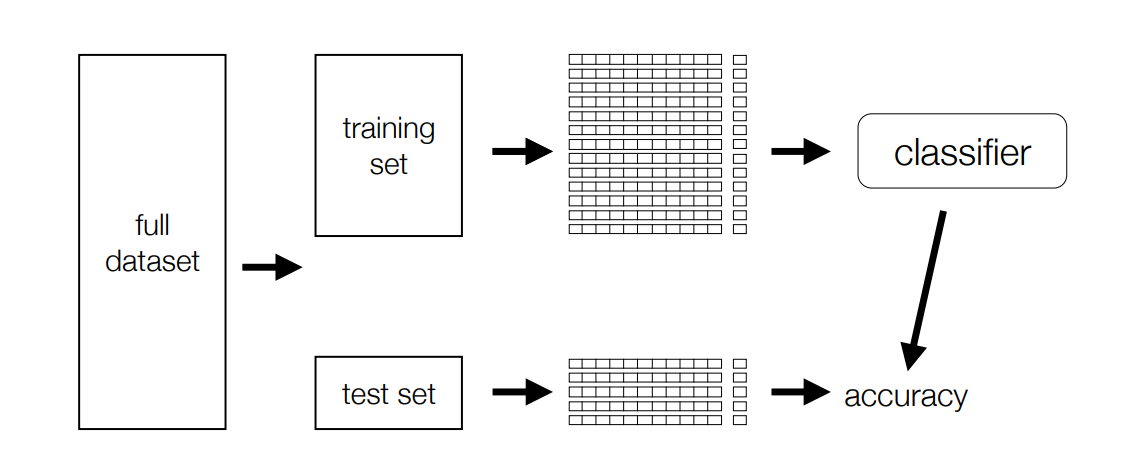 full
dataset
training
set
test set
classifier
accuracy